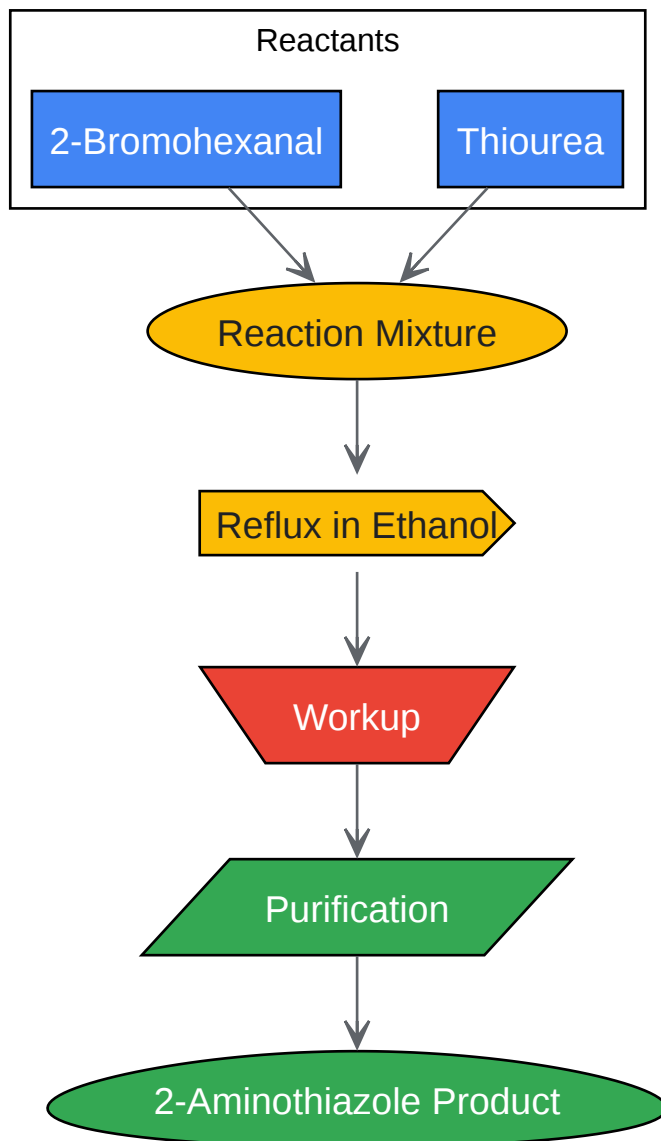 Reactants
2-Bromohexanal
Thiourea
Reaction Mixture
Reflux in Ethanol
Workup
Purification
2-Aminothiazole Product